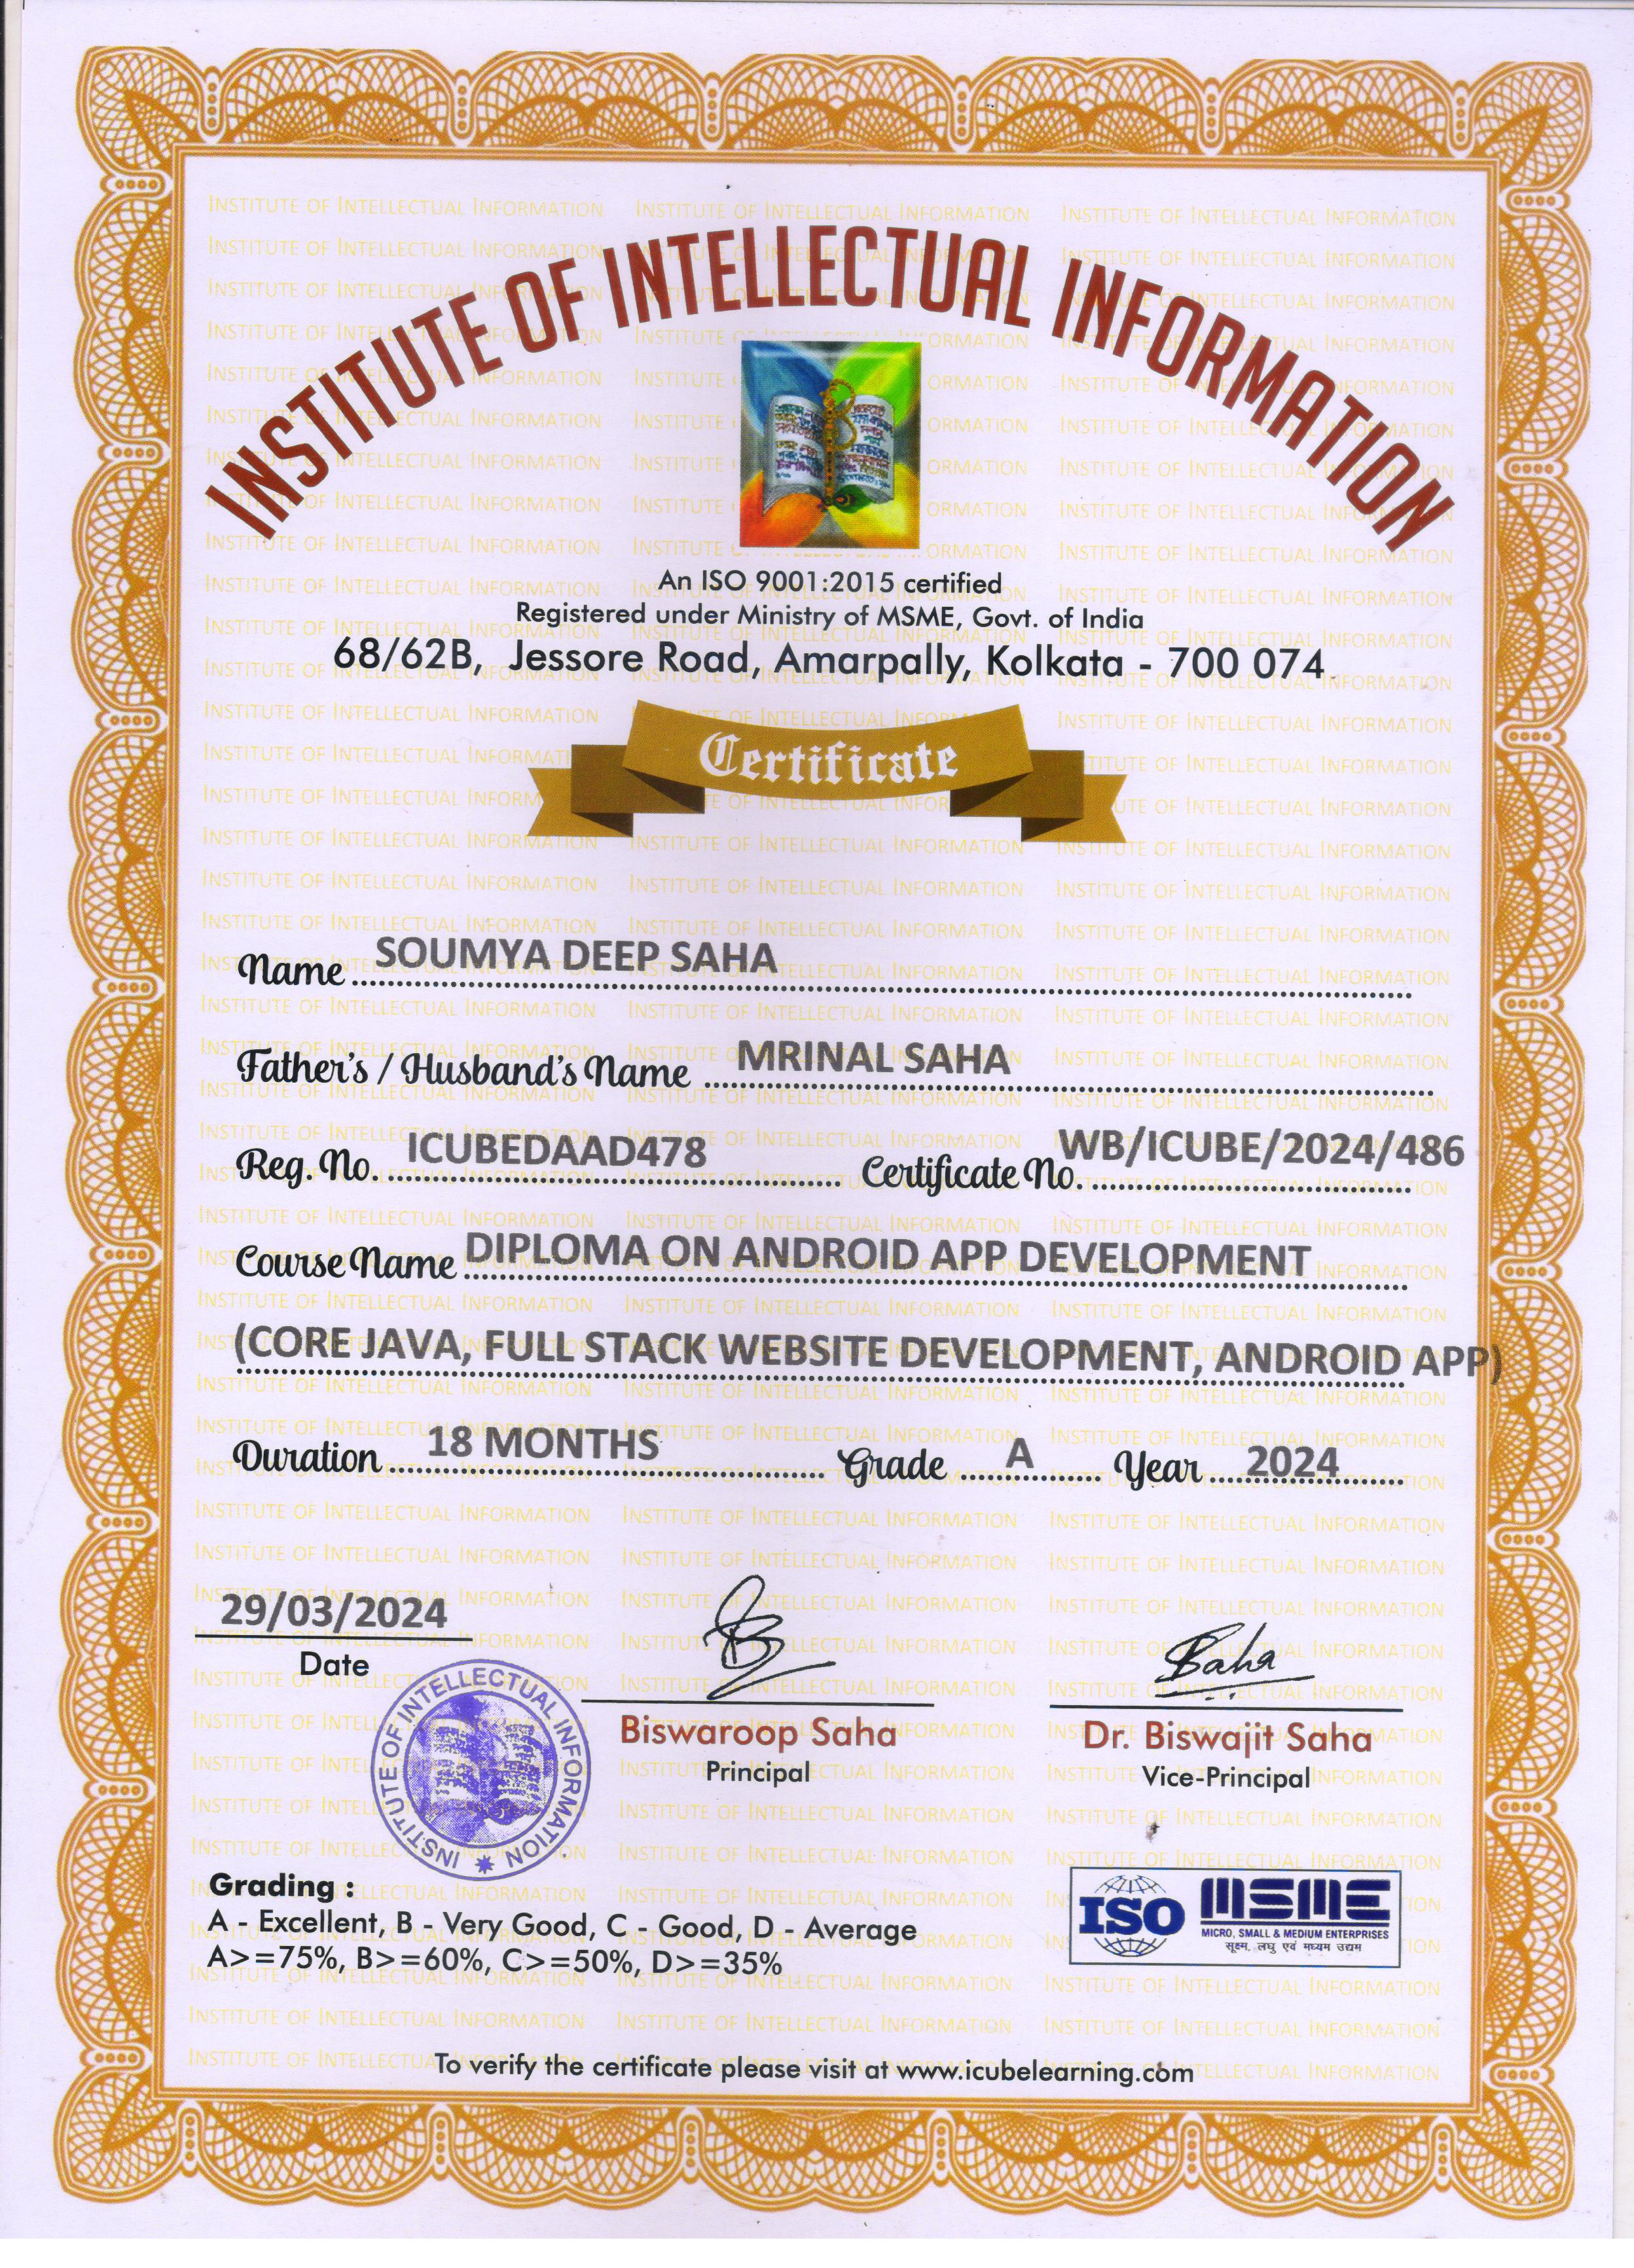 INSTITUTE OF INTELLECTUAL INFORMATION
An ISO 9001:2015 certified
Registered under Ministry of MSME, Govt. of India
68/62B, Jessore Road, Amarpally, Kolkata - 700 074
Certificate
Name SOUMYA DEEP SAHA
Father's / Husband's Name MRINAL SAHA
Reg. No. ICUBEDAAD478 Certificate No. WB/ICUBE/2024/486
Course Name DIPLOMA ON ANDROID APP DEVELOPMENT
(CORE JAVA, FULL STACK WEBSITE DEVELOPMENT, ANDROID APP)
Duration 18 MONTHS Grade A Year 2024
29/03/2024
Date
INSTITUTE OF INTELLECTUAL INFORMATION
Saha
Biswaroop Saha Dr. Biswajit Saha
Principal Vice-Principal
Grading :
A - Excellent, B - Very Good, C - Good, D - Average
A>=75%, B>=60%, C>=50%, D>=35%
ISO MSME
MICRO, SMALL & MEDIUM ENTERPRISES
सूक्ष्म, लघु एवं मध्यम उद्यम
To verify the certificate please visit at www.icubelearning.com